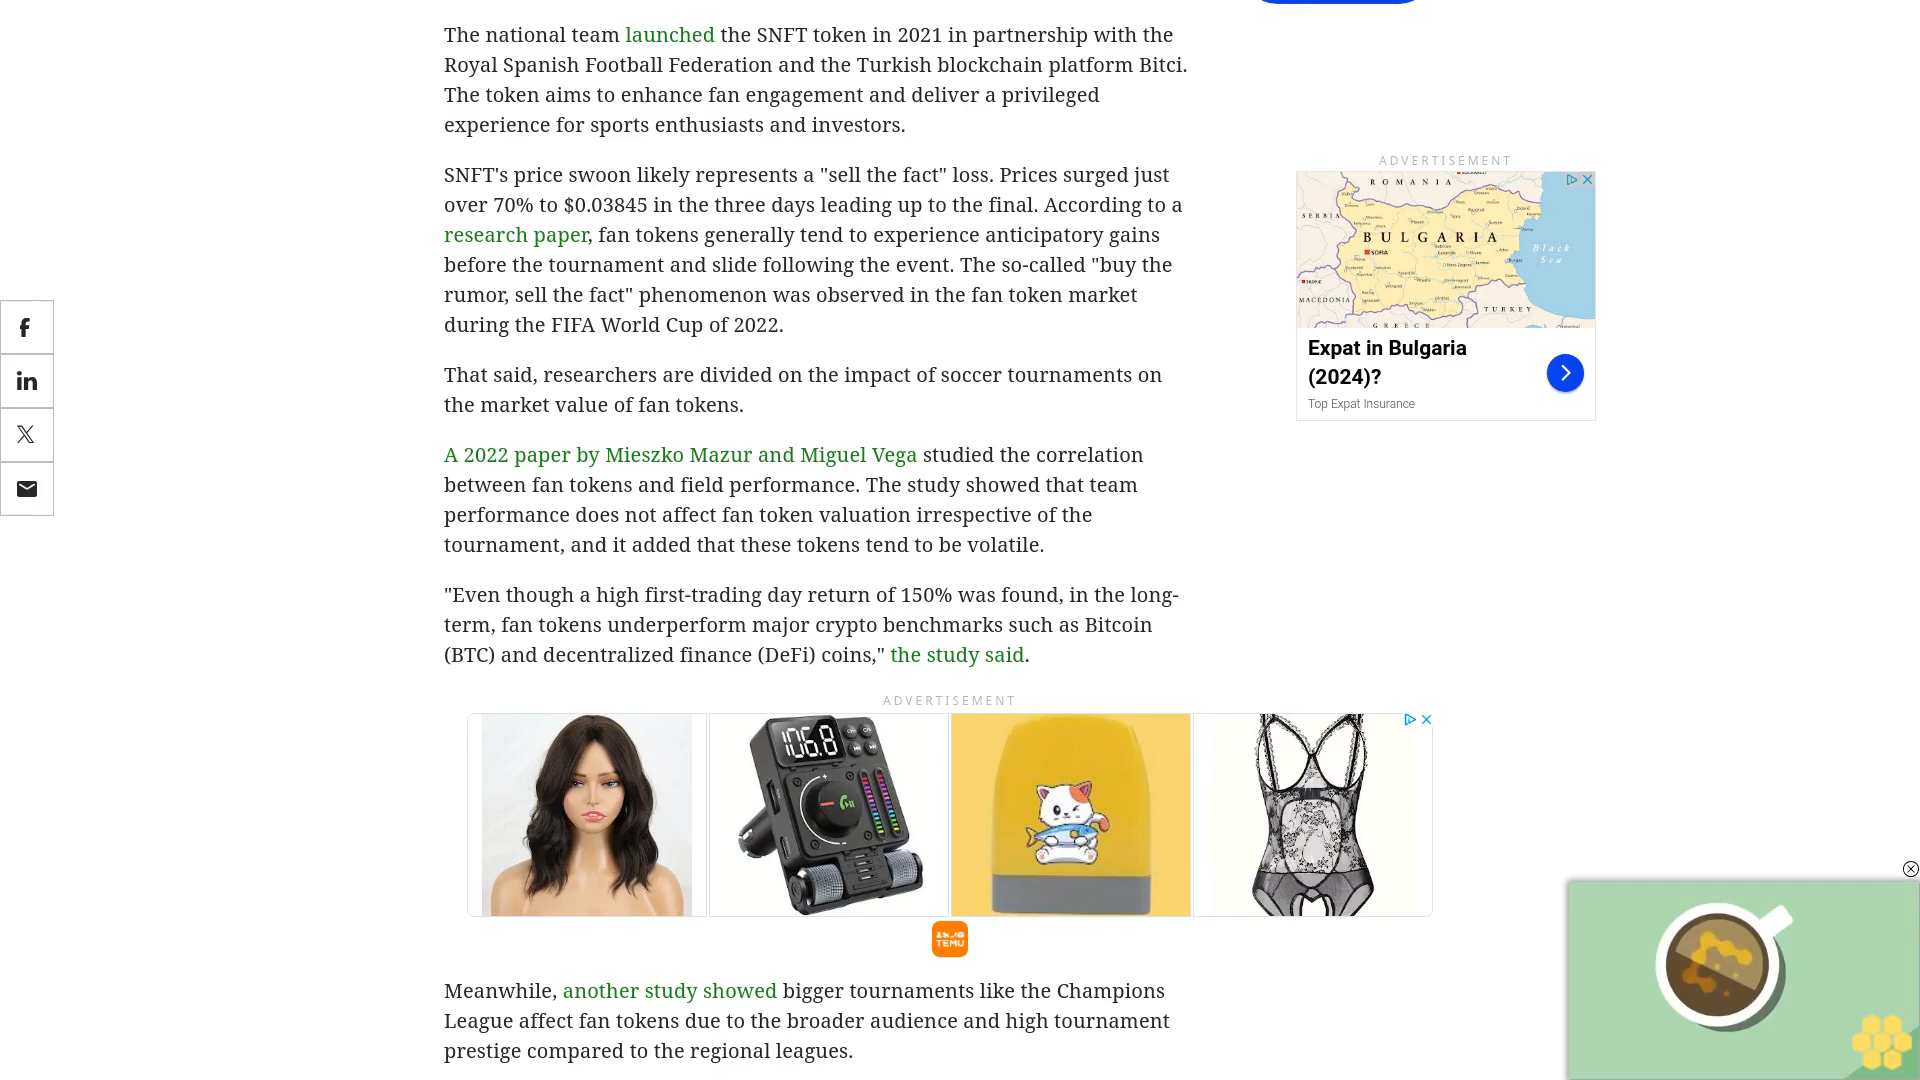 The national team launched the SNFT token in 2021 in partnership with the
Royal Spanish Football Federation and the Turkish blockchain platform Bitci.
The token aims to enhance fan engagement and deliver a privileged
experience for sports enthusiasts and investors.
SNFT's price swoon likely represents a "sell the fact" loss. Prices surged just
over 70% to $0.03845 in the three days leading up to the final. According to a
research paper, fan tokens generally tend to experience anticipatory gains
before the tournament and slide following the event. The so-called "buy the
rumor, sell the fact" phenomenon was observed in the fan token market
during the FIFA World Cup of 2022.
That said, researchers are divided on the impact of soccer tournaments on
the market value of fan tokens.
A 2022 paper by Mieszko Mazur and Miguel Vega studied the correlation
between fan tokens and field performance. The study showed that team
performance does not affect fan token valuation irrespective of the
tournament, and it added that these tokens tend to be volatile.
"Even though a high first-trading day return of 150% was found, in the long-
term, fan tokens underperform major crypto benchmarks such as Bitcoin
(BTC) and decentralized finance (DeFi) coins," the study said.
ADVERTISEMENT
106.8
TEMU
Meanwhile, another study showed bigger tournaments like the Champions
League affect fan tokens due to the broader audience and high tournament
prestige compared to the regional leagues.
ADVERTISEMENT
ROMANIA
SERBIA
BULGARIA
SOFIA
Black
Sea
MACEDONIA
TURKEY
GREECE
Expat in Bulgaria
(2024)?
Top Expat Insurance